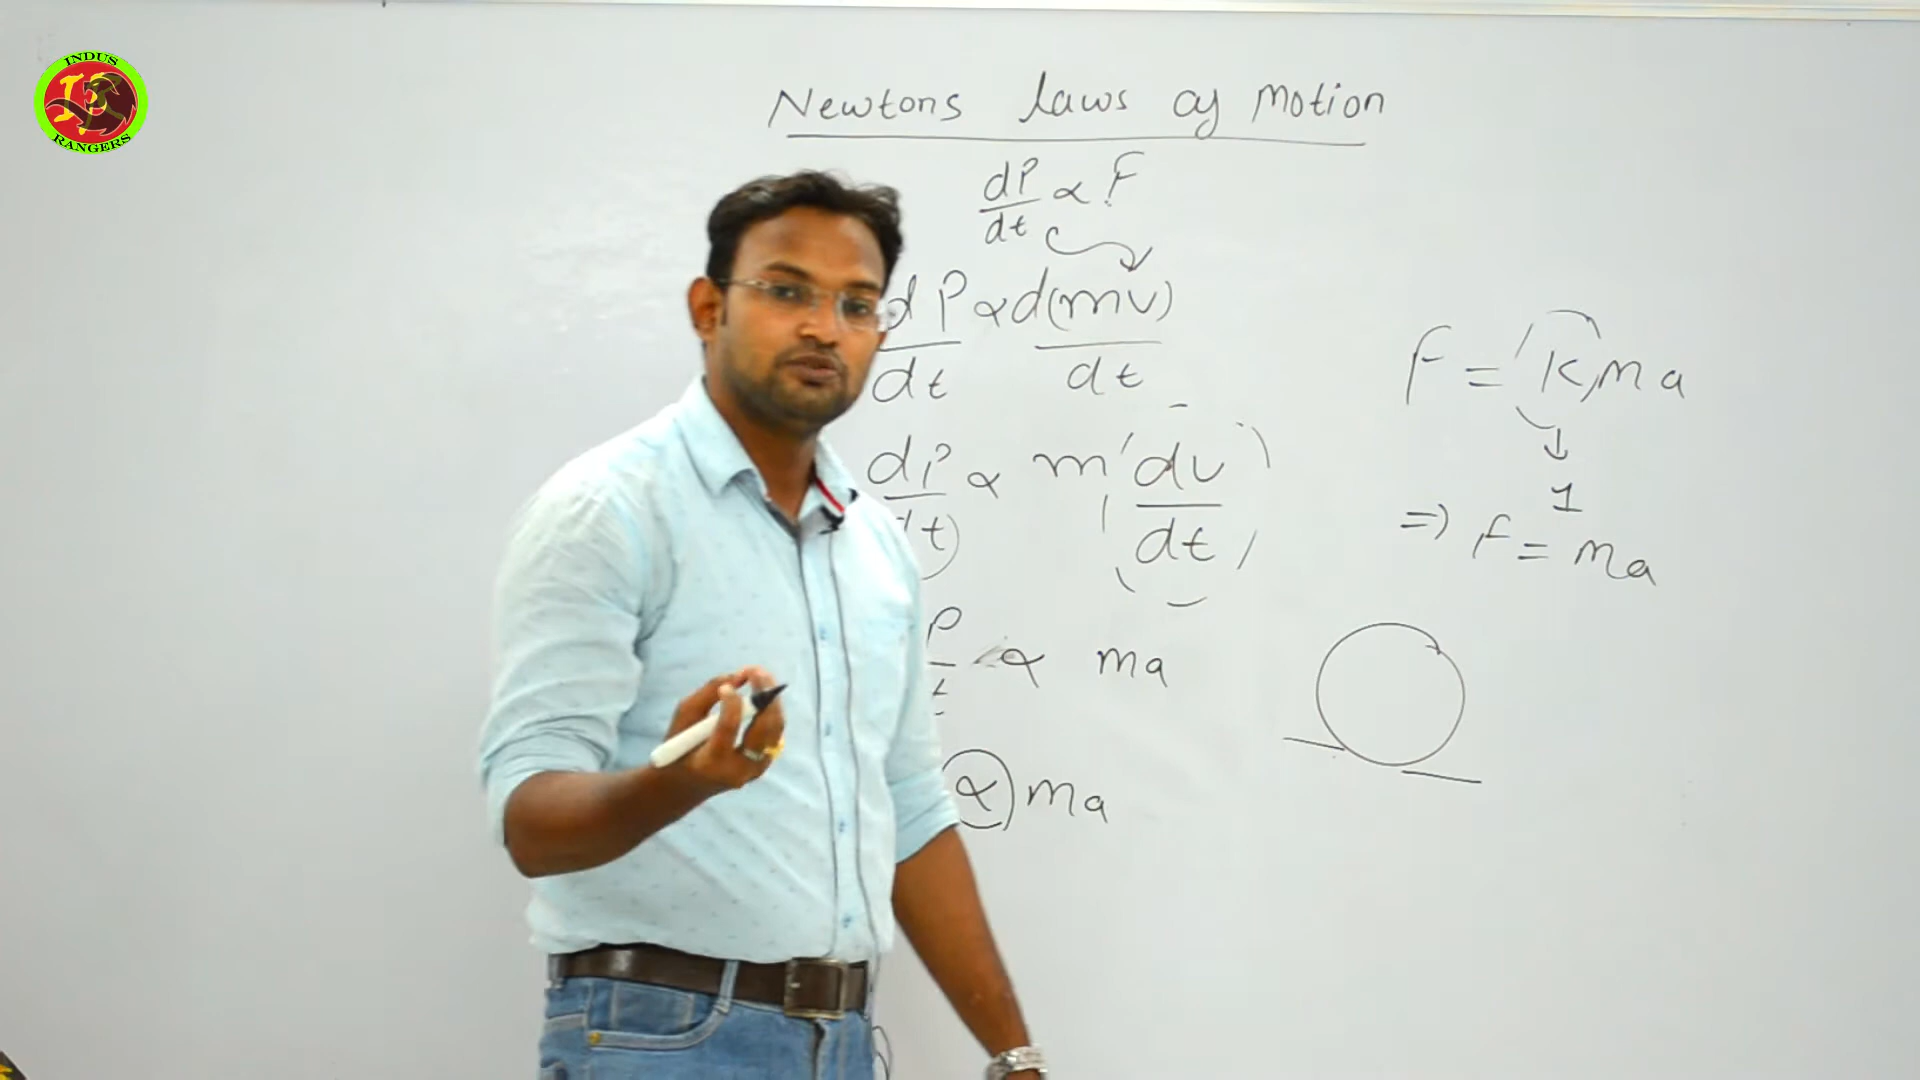 INDUS
IR
RANGERS
Newtons laws of Motion
dP/dt ∝ F
dP/dt ∝ d(mv)/dt
dP/dt ∝ m dv/dt
P/t ∝ ma
∝ ma
F = k ma
↓
1
⇒ F = ma